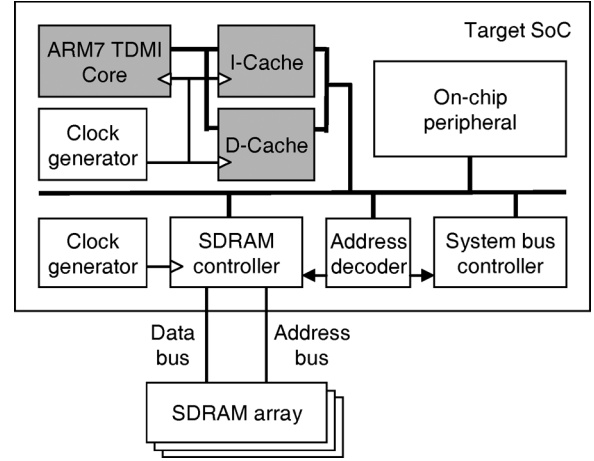 Target SoC
ARM7 TDMI
Core
I-Cache
On-chip
peripheral
Clock
generator
D-Cache
Clock
generator
SDRAM
controller
Address
decoder
System bus
controller
Data
bus
Address
bus
SDRAM array